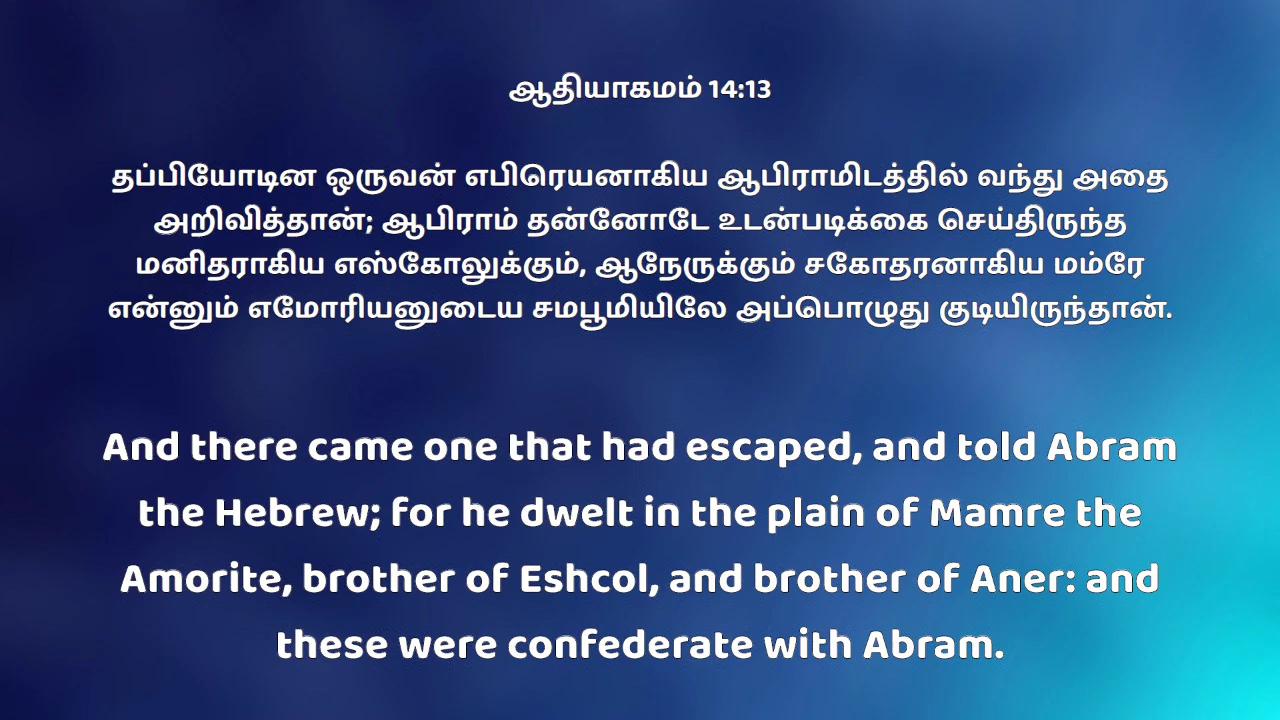 ஆதியாகமம் 14:13
தப்பியோடின ஒருவன் எபிரெயனாகிய ஆபிராமிடத்தில் வந்து அதை
அறிவித்தான்; ஆபிராம் தன்னோடே உடன்படிக்கை செய்திருந்த
மனிதராகிய எஸ்கோலுக்கும், ஆநேருக்கும் சகோதரனாகிய மம்ரே
என்னும் எமோரியனுடைய சமபூமியிலே அப்பொழுது குடியிருந்தான்.
And there came one that had escaped, and told Abram
the Hebrew; for he dwelt in the plain of Mamre the
Amorite, brother of Eshcol, and brother of Aner: and
these were confederate with Abram.